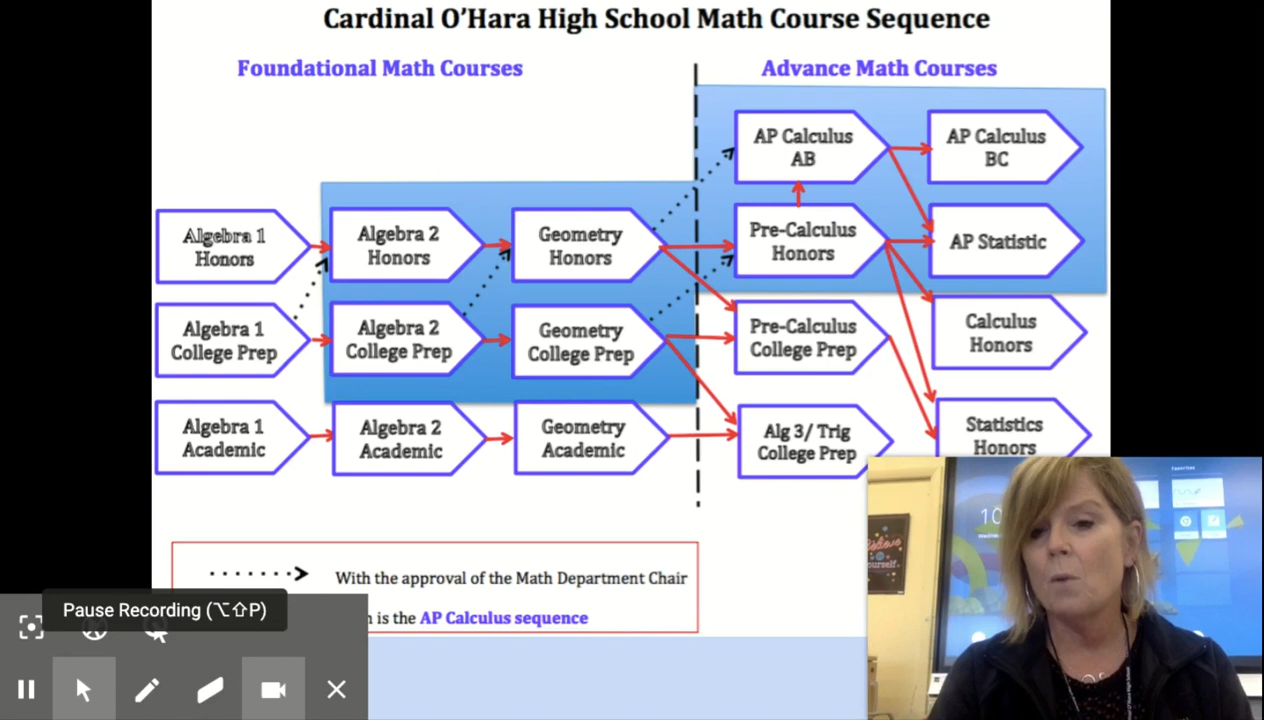 Cardinal O'Hara High School Math Course Sequence
Foundational Math Courses
Advance Math Courses
AP Calculus
AB
AP Calculus
BC
Algebra 1
Honors
Algebra 2
Honors
Geometry
Honors
Pre-Calculus
Honors
AP Statistic
Algebra 1
College Prep
Algebra 2
College Prep
Geometry
College Prep
Pre-Calculus
College Prep
Calculus
Honors
Algebra 1
Academic
Algebra 2
Academic
Geometry
Academic
Alg 3/ Trig
College Prep
Statistics
Honors
With the approval of the Math Department Chair
is the AP Calculus sequence
Pause Recording (⌥⇧P)
Favorites
10
Believe